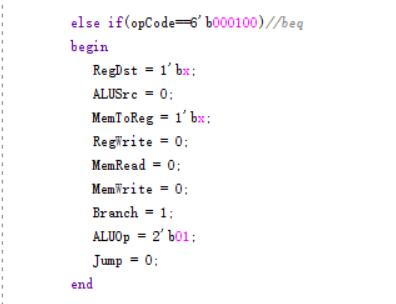 else if(opCode==6'b000100)//beq
begin
RegDst = 1'bx;
ALUSrc = 0;
MemToReg = 1'bx;
RegWrite = 0;
MemRead = 0;
MemWrite = 0;
Branch = 1;
ALUOp = 2'b01;
Jump = 0;
end